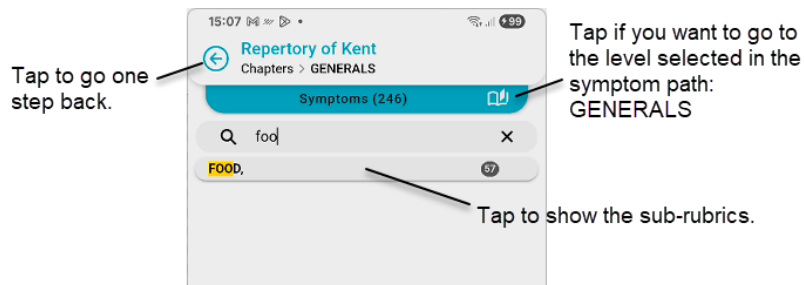 15:07
99
Repertory of Kent
Chapters > GENERALS
Symptoms (246)
foo
FOOD,
57
Tap to go one
step back.
Tap if you want to go to
the level selected in the
symptom path:
GENERALS
Tap to show the sub-rubrics.